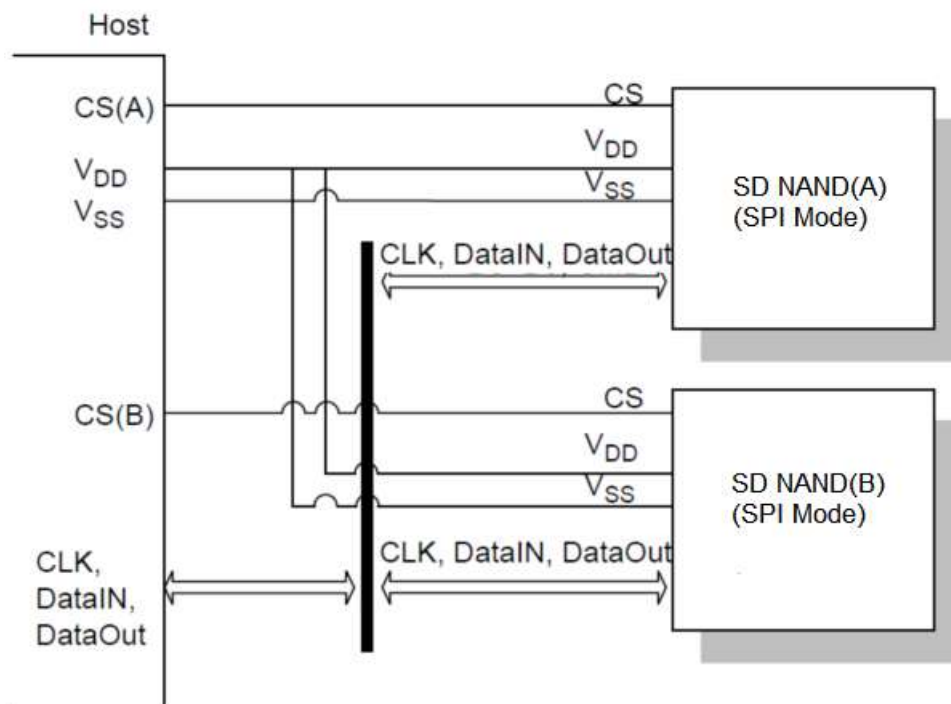 Host
CS(A)
CS
VDD
VDD
VSS
VSS
SD NAND(A)
(SPI Mode)
CLK, DataIN, DataOut
CS(B)
CS
VDD
VSS
SD NAND(B)
(SPI Mode)
CLK, DataIN, DataOut
CLK,
DataIN,
DataOut